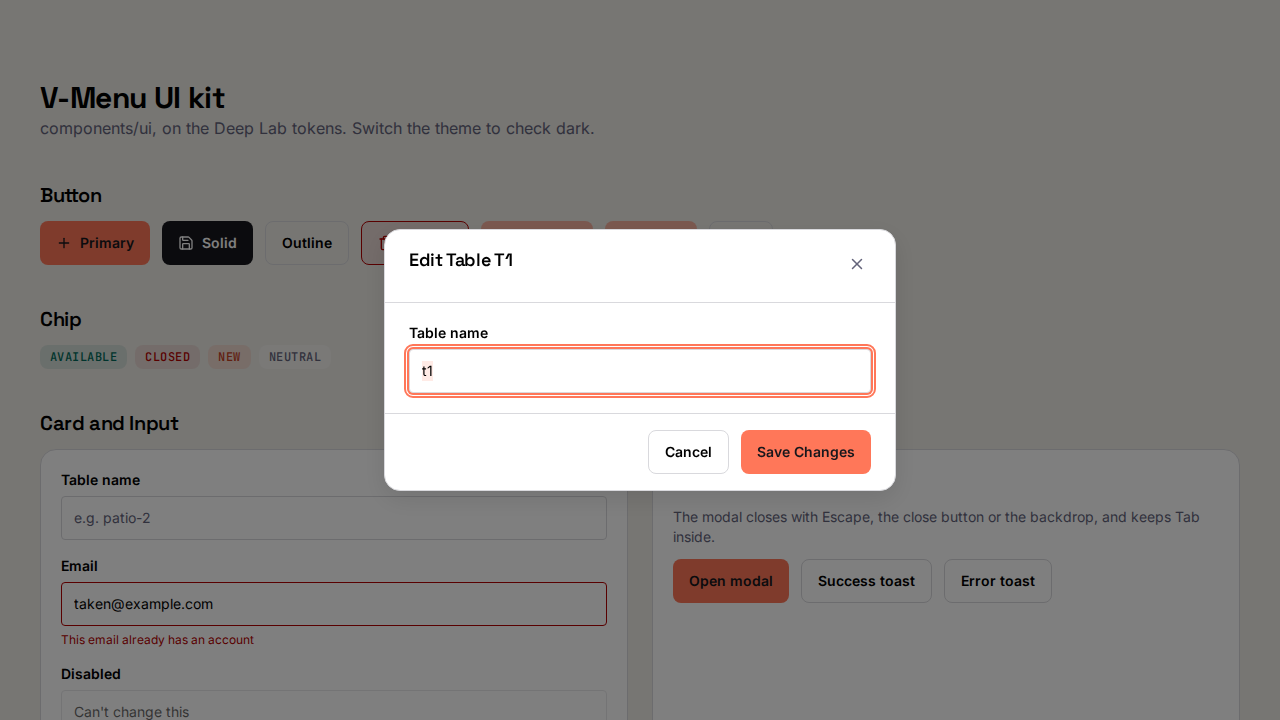 V-Menu UI kit
components/ui, on the Deep Lab tokens. Switch the theme to check dark.
Button
Primary
Solid
Outline
Edit Table T1
Chip
AVAILABLE
CLOSED
NEW
NEUTRAL
Table name
t1
Cancel
Save Changes
Card and Input
Table name
e.g. patio-2
Email
taken@example.com
This email already has an account
Disabled
Can't change this
The modal closes with Escape, the close button or the backdrop, and keeps Tab
inside.
Open modal
Success toast
Error toast